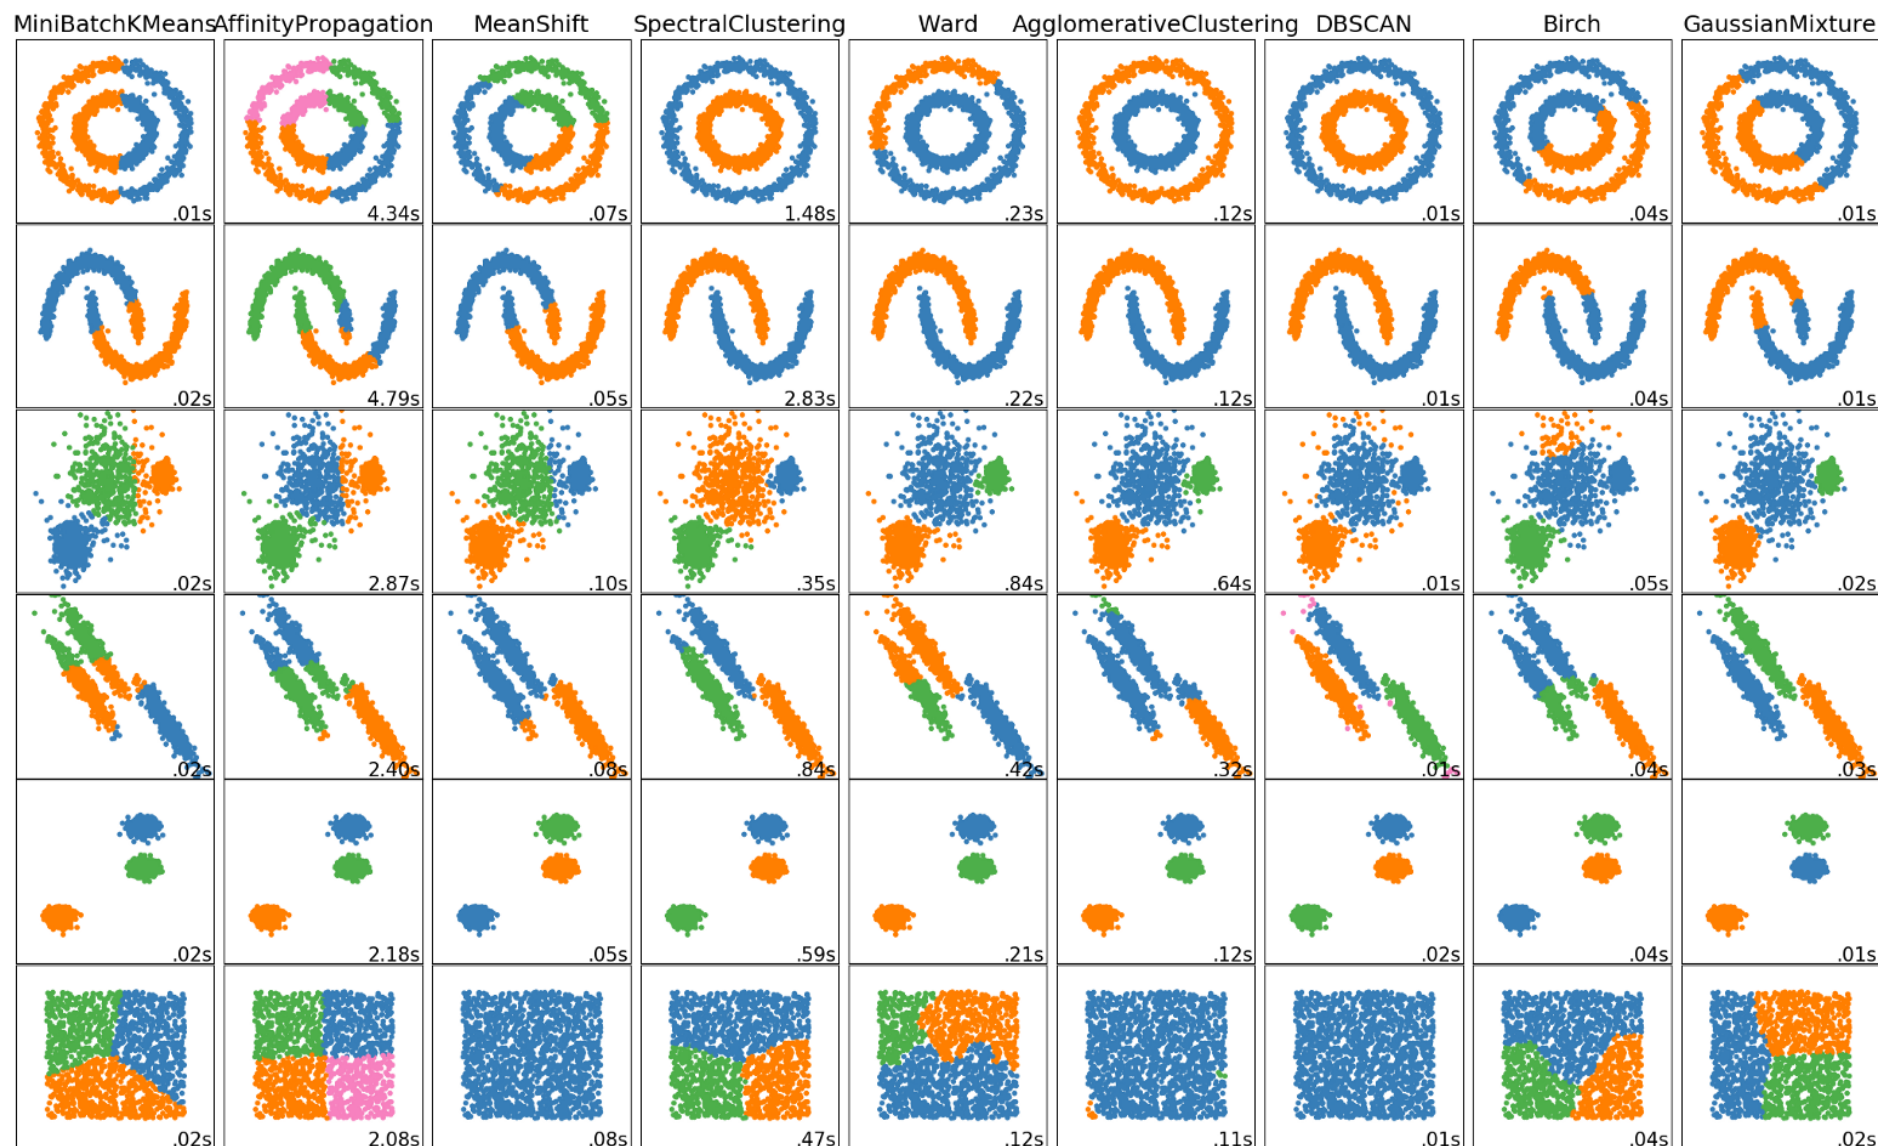 MiniBatchKMeans AffinityPropagation MeanShift SpectralClustering Ward AgglomerativeClustering DBSCAN Birch GaussianMixture
.01s 4.34s .07s 1.48s .23s .12s .01s .04s .01s
.02s 4.79s .05s 2.83s .22s .12s .01s .04s .01s
.02s 2.87s .10s .35s .84s .64s .01s .05s .02s
.02s 2.40s .08s .84s .42s .32s .01s .04s .03s
.02s 2.18s .05s .59s .21s .12s .02s .04s .01s
.02s 2.08s .08s .47s .12s .11s .01s .04s .02s